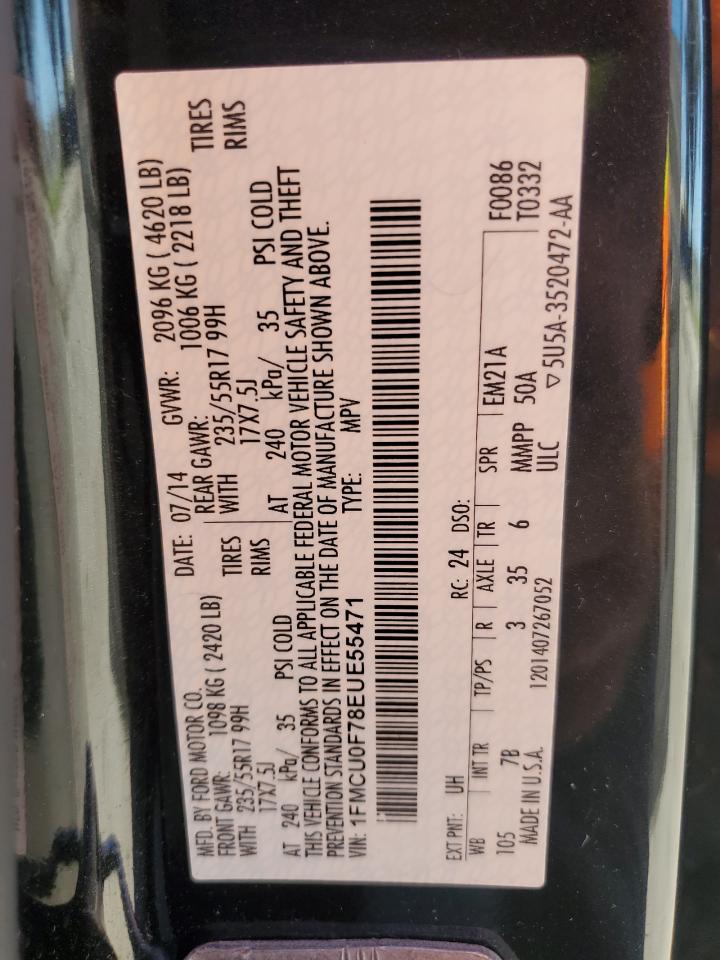 MFD. BY FORD MOTOR CO. DATE: 07/14 GVWR: 2096 KG ( 4620 LB)
FRONT GAWR: 1098 KG ( 2420 LB) REAR GAWR: 1006 KG ( 2218 LB)
WITH 235/55R17 99H TIRES WITH 235/55R17 99H TIRES
17X7.5J RIMS 17X7.5J RIMS
AT 240 kPa/ 35 PSI COLD AT 240 kPa/ 35 PSI COLD
THIS VEHICLE CONFORMS TO ALL APPLICABLE FEDERAL MOTOR VEHICLE SAFETY AND THEFT
PREVENTION STANDARDS IN EFFECT ON THE DATE OF MANUFACTURE SHOWN ABOVE.
VIN: 1FMCU0F78EUE55471 TYPE: MPV
EXT PNT: UH RC: 24 DSO:
WB INT TR TP/PS R AXLE TR SPR EM21A F0086
105 7B 3 35 6 MMPP 50A T0332
MADE IN U.S.A. 1201407267052 ULC ▽5U5A-3520472-AA